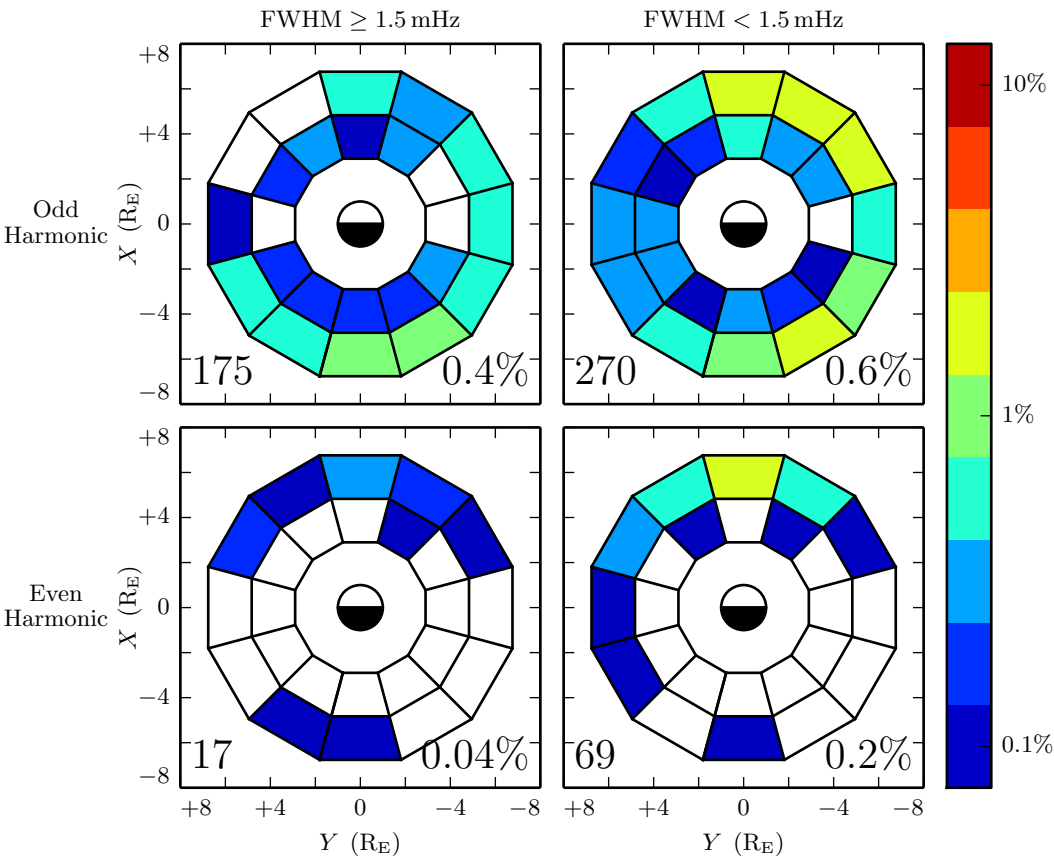 FWHM ≥ 1.5 mHz
FWHM < 1.5 mHz
+8
+4
0
−4
−8
X (R_E)
Odd
Harmonic
175
0.4%
270
0.6%
10%
1%
0.1%
+8
+4
0
−4
−8
X (R_E)
Even
Harmonic
17
0.04%
69
0.2%
+8 +4 0 −4 −8
+8 +4 0 −4 −8
Y (R_E)
Y (R_E)